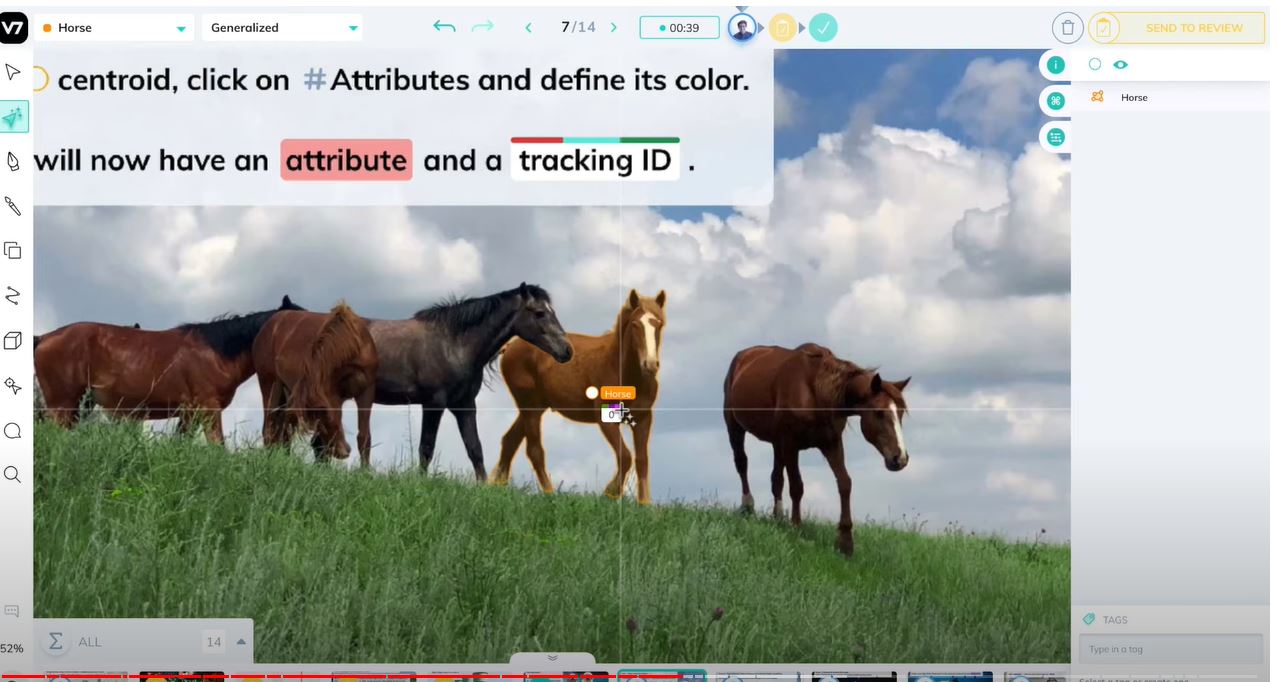 V7
Horse
Generalized
7/14
00:39
SEND TO REVIEW
centroid, click on #Attributes and define its color.
will now have an attribute and a tracking ID .
Horse
Horse
0
ALL
14
52%
TAGS
Type in a tag